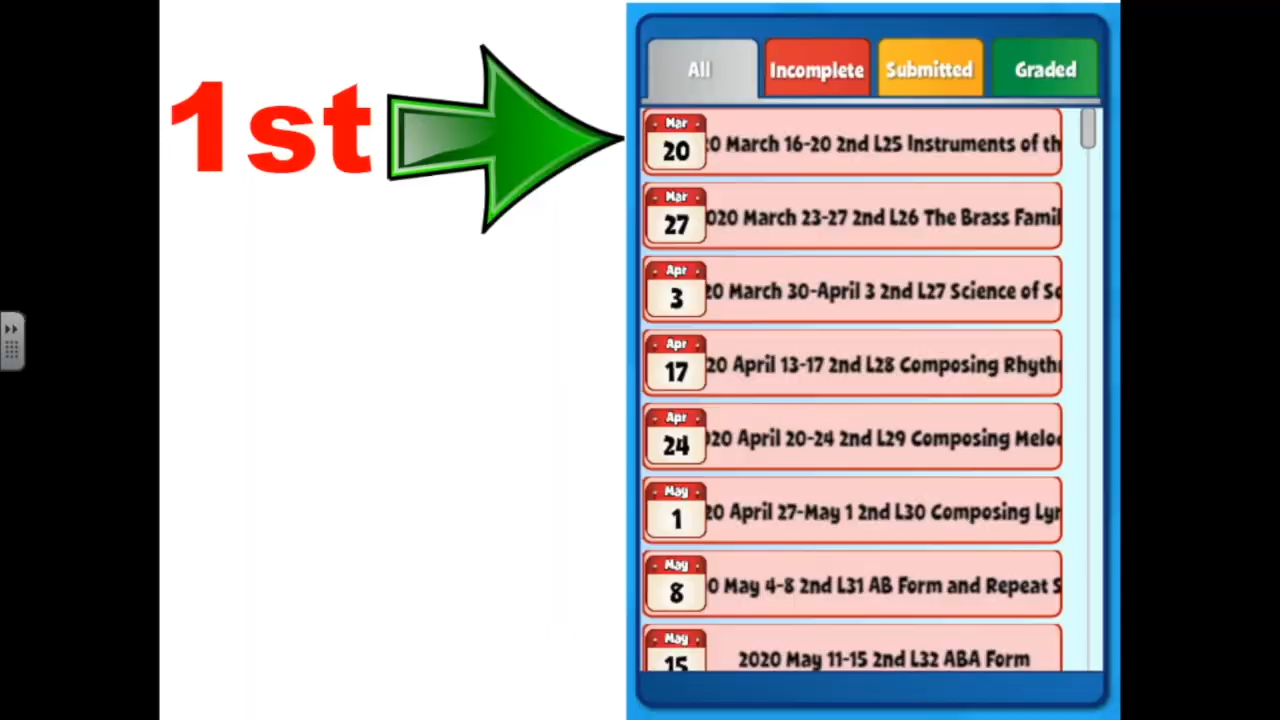 1st
All
Incomplete
Submitted
Graded
Mar
20
20 March 16-20 2nd L25 Instruments of th
Mar
27
020 March 23-27 2nd L26 The Brass Famil
Apr
3
20 March 30-April 3 2nd L27 Science of So
Apr
17
20 April 13-17 2nd L28 Composing Rhyth
Apr
24
020 April 20-24 2nd L29 Composing Melo
May
1
20 April 27-May 1 2nd L30 Composing Lyr
May
8
0 May 4-8 2nd L31 AB Form and Repeat S
May
15
2020 May 11-15 2nd L32 ABA Form